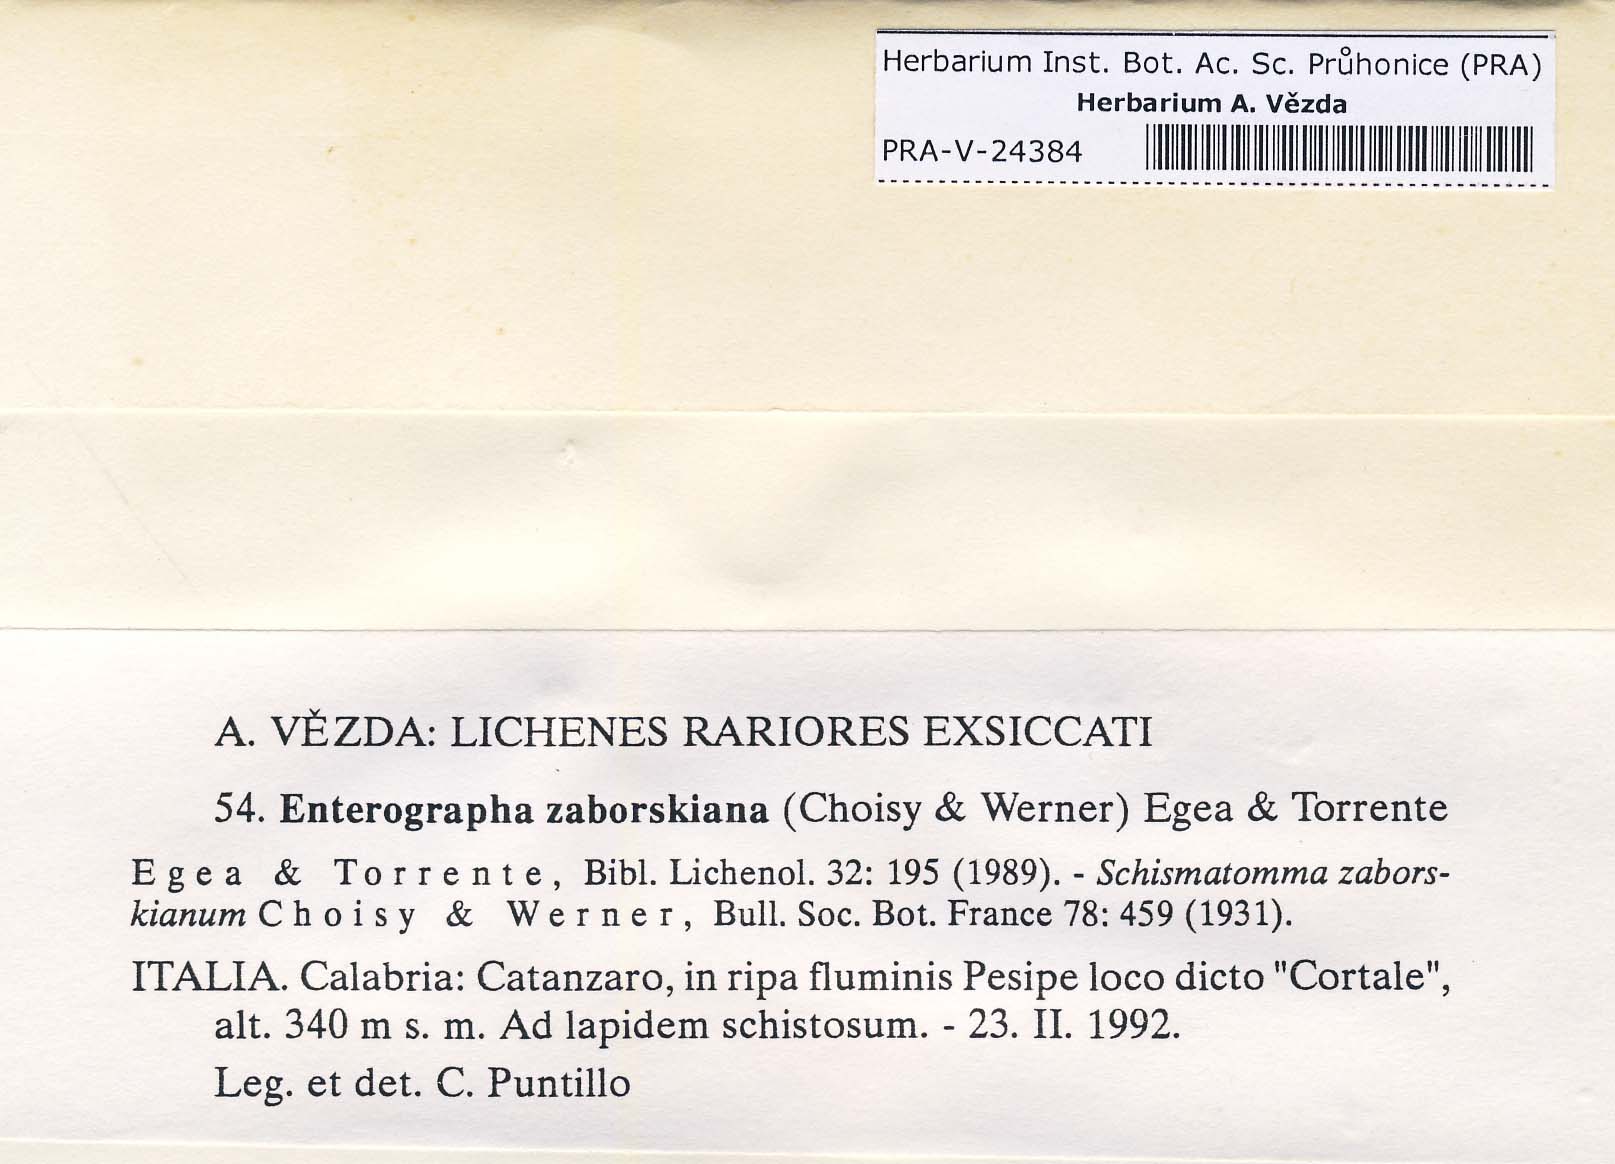 Herbarium Inst. Bot. Ac. Sc. Průhonice (PRA)
Herbarium A. Vězda
PRA-V-24384
A. VĚZDA: LICHENES RARIORES EXSICCATI
54. Enterographa zaborskiana (Choisy & Werner) Egea & Torrente
Egea & Torrente, Bibl. Lichenol. 32: 195 (1989). - Schismatomma zabors-
kianum Choisy & Werner, Bull. Soc. Bot. France 78: 459 (1931).
ITALIA. Calabria: Catanzaro, in ripa fluminis Pesipe loco dicto "Cortale",
alt. 340 m s. m. Ad lapidem schistosum. - 23. II. 1992.
Leg. et det. C. Puntillo